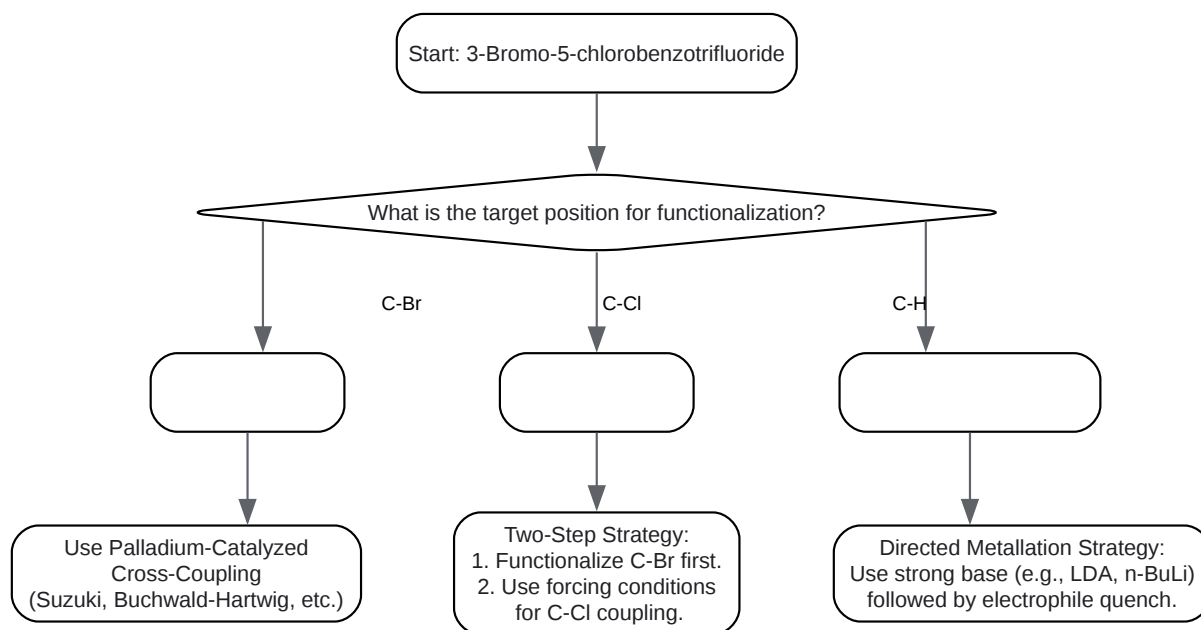 Start: 3-Bromo-5-chlorobenzotrifluoride
What is the target position for functionalization?
C-Br
C-Cl
C-H
Use Palladium-Catalyzed
Cross-Coupling
(Suzuki, Buchwald-Hartwig, etc.)
Two-Step Strategy:
1. Functionalize C-Br first.
2. Use forcing conditions
for C-Cl coupling.
Directed Metallation Strategy:
Use strong base (e.g., LDA, n-BuLi)
followed by electrophile quench.